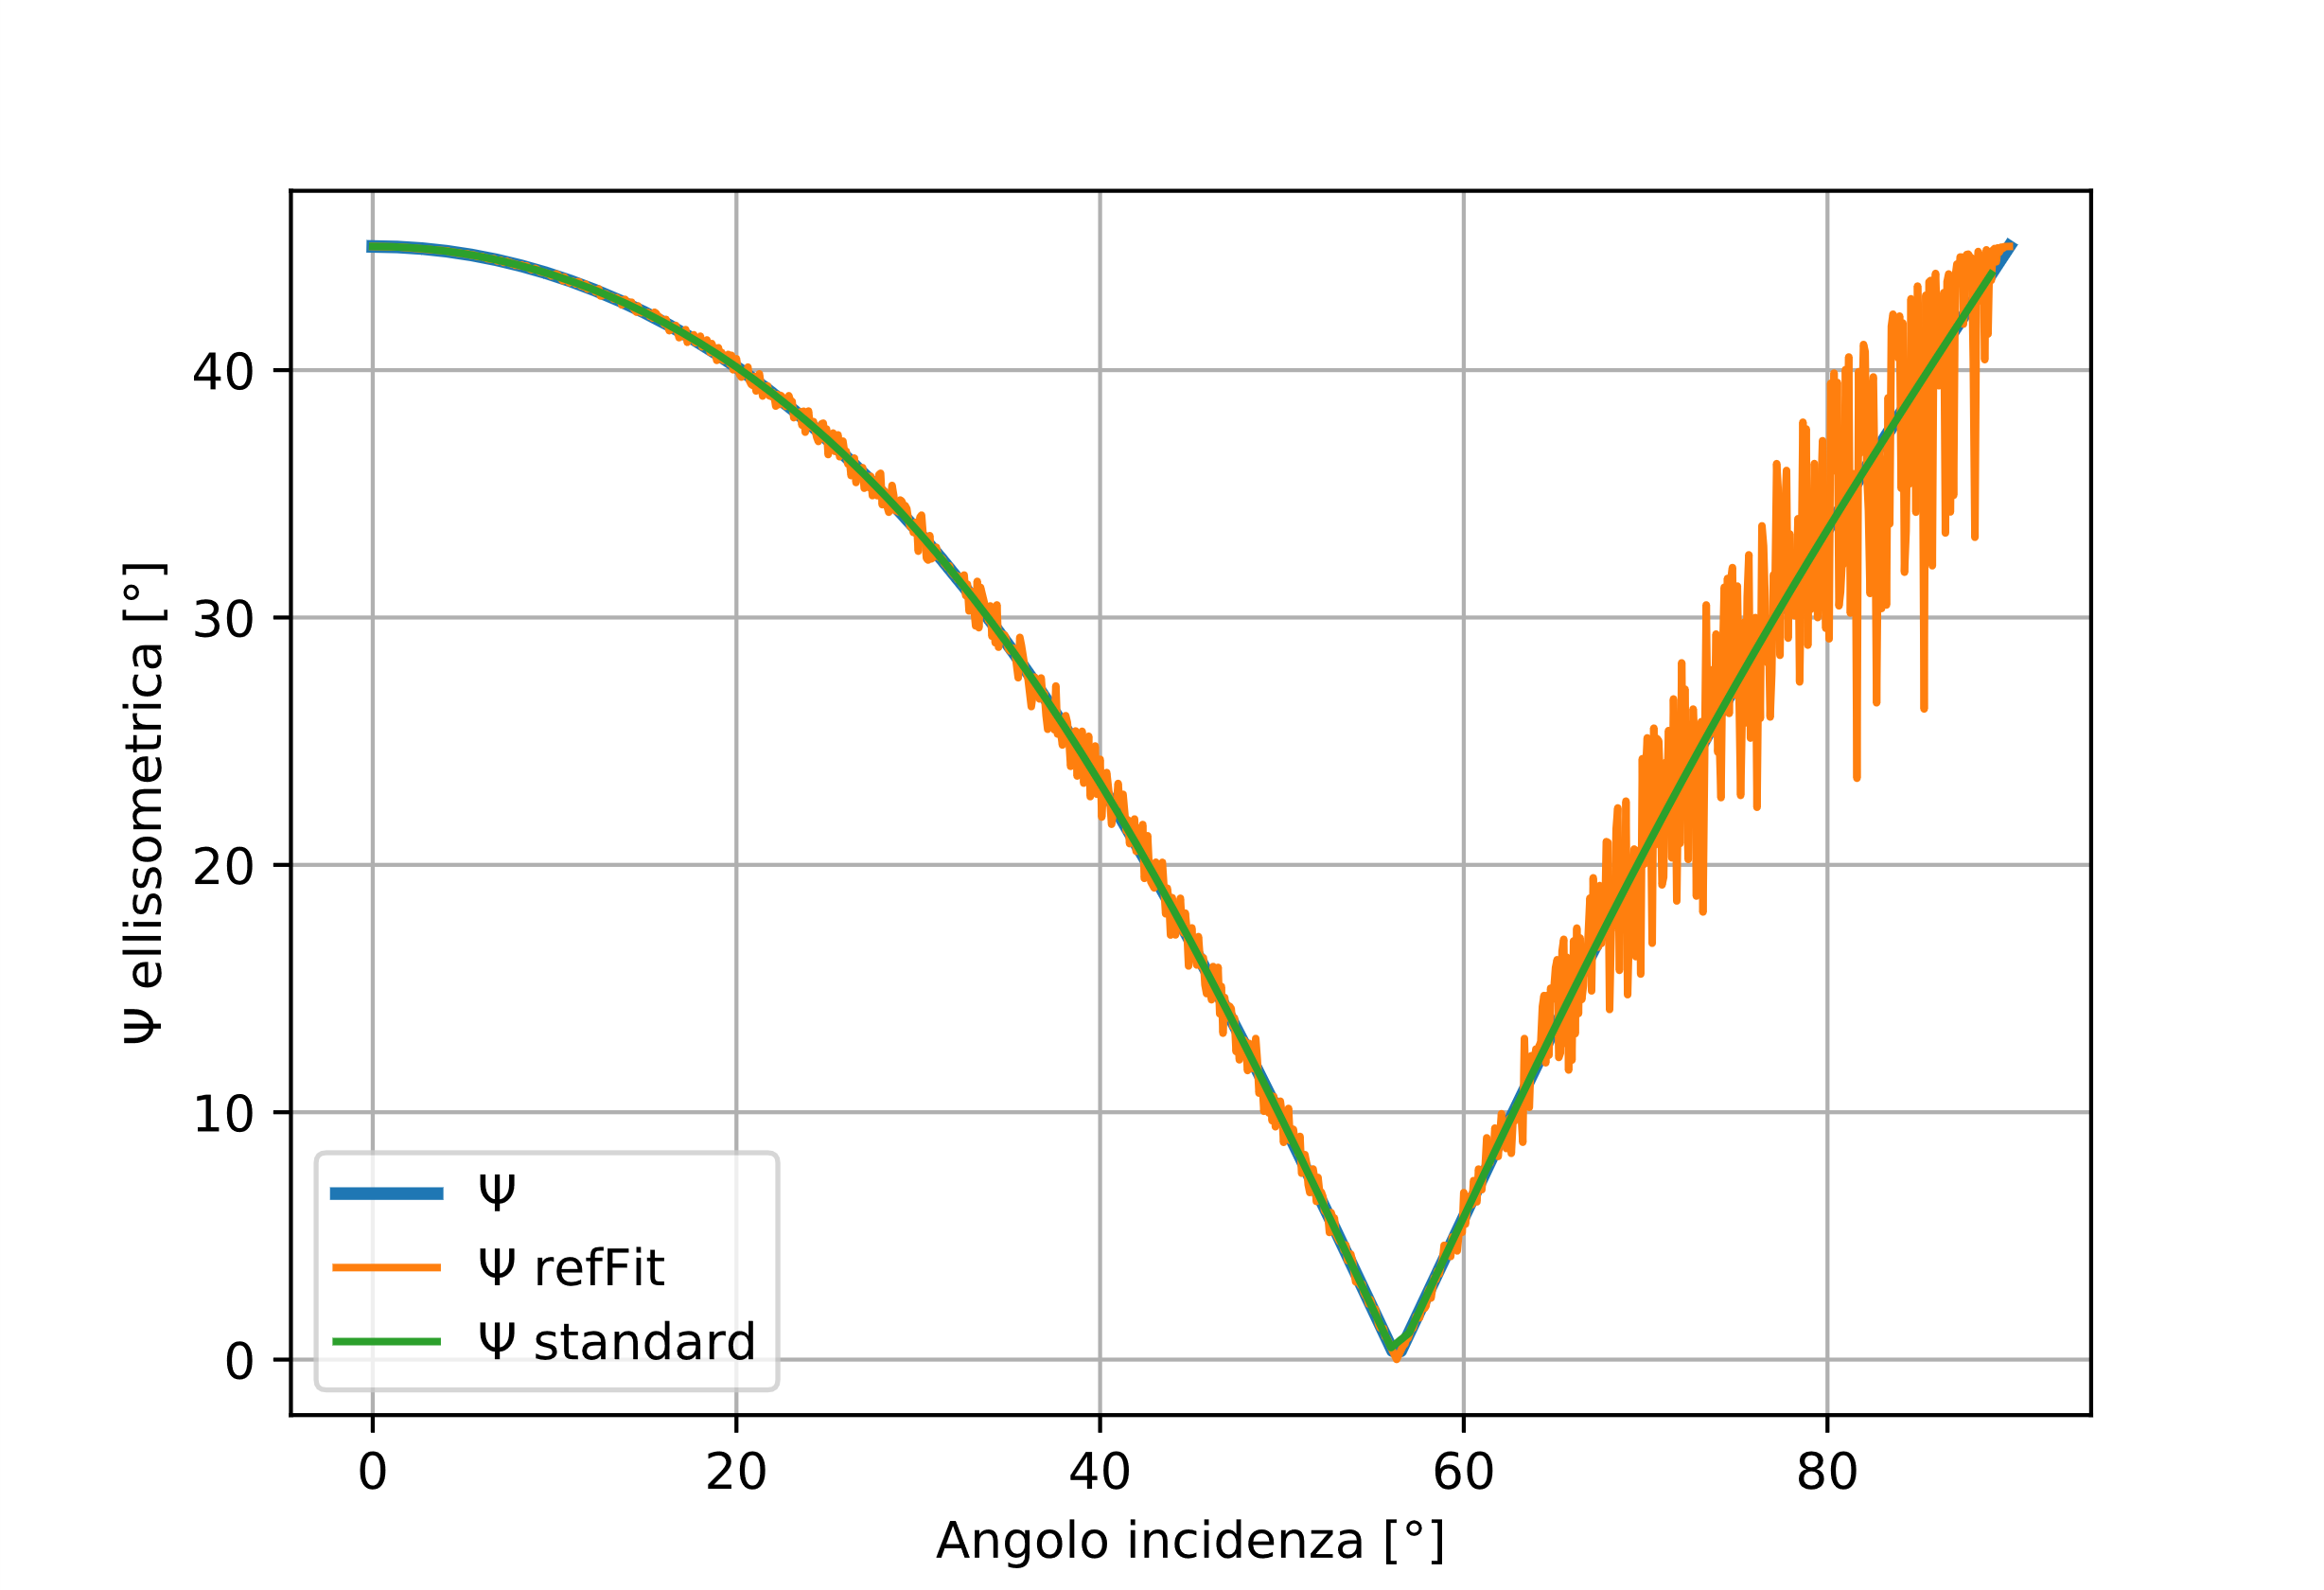 Ψ ellissometrica [°]
40
30
20
10
0
Ψ
Ψ refFit
Ψ standard
0 20 40 60 80
Angolo incidenza [°]